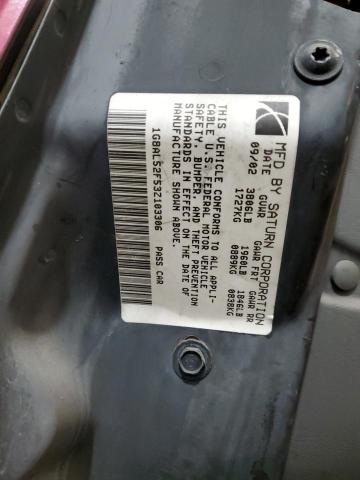 MFD BY SATURN CORPORATION
DATE GVWR GAWR FRT GAWR RR
09/02 3806LB 1960LB 1846LB
1727KG 0889KG 0838KG
THIS VEHICLE CONFORMS TO ALL APPLI-
CABLE U.S. FEDERAL MOTOR VEHICLE
SAFETY, BUMPER, AND THEFT PREVENTION
STANDARDS IN EFFECT ON THE DATE OF
MANUFACTURE SHOWN ABOVE.
1G8AL52F53Z103306 PASS CAR